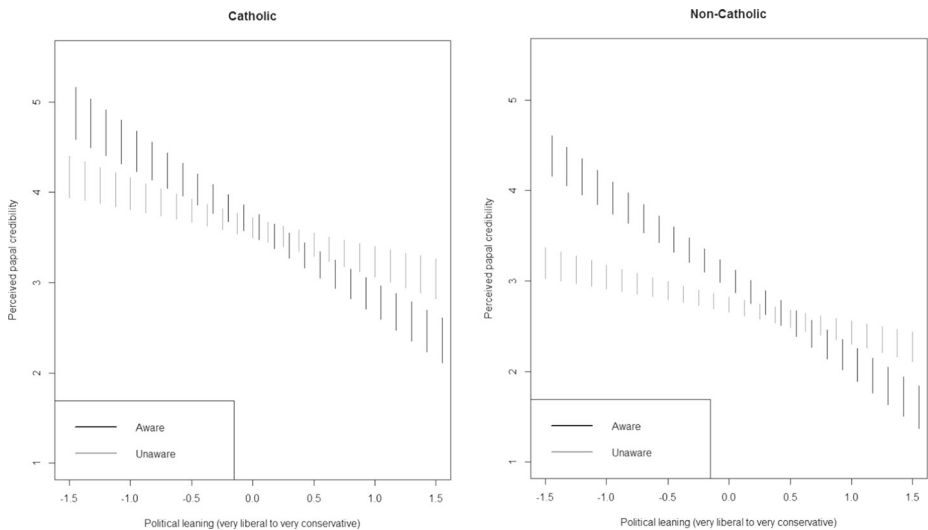 Catholic
5
4
3
2
1
Perceived papal credibility
Aware
Unaware
-1.5 -1.0 -0.5 0.0 0.5 1.0 1.5
Political leaning (very liberal to very conservative)
Non-Catholic
5
4
3
2
1
Perceived papal credibility
Aware
Unaware
-1.5 -1.0 -0.5 0.0 0.5 1.0 1.5
Political leaning (very liberal to very conservative)